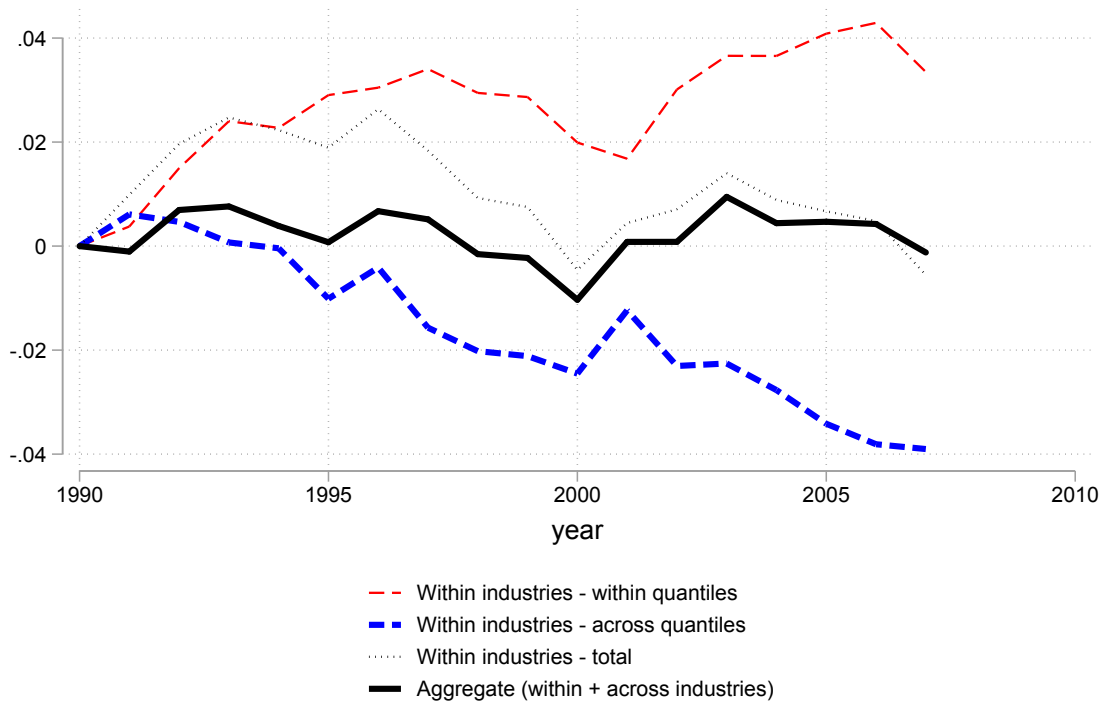 .04
.02
0
-.02
-.04
1990 1995 2000 2005 2010
year
Within industries - within quantiles
Within industries - across quantiles
Within industries - total
Aggregate (within + across industries)